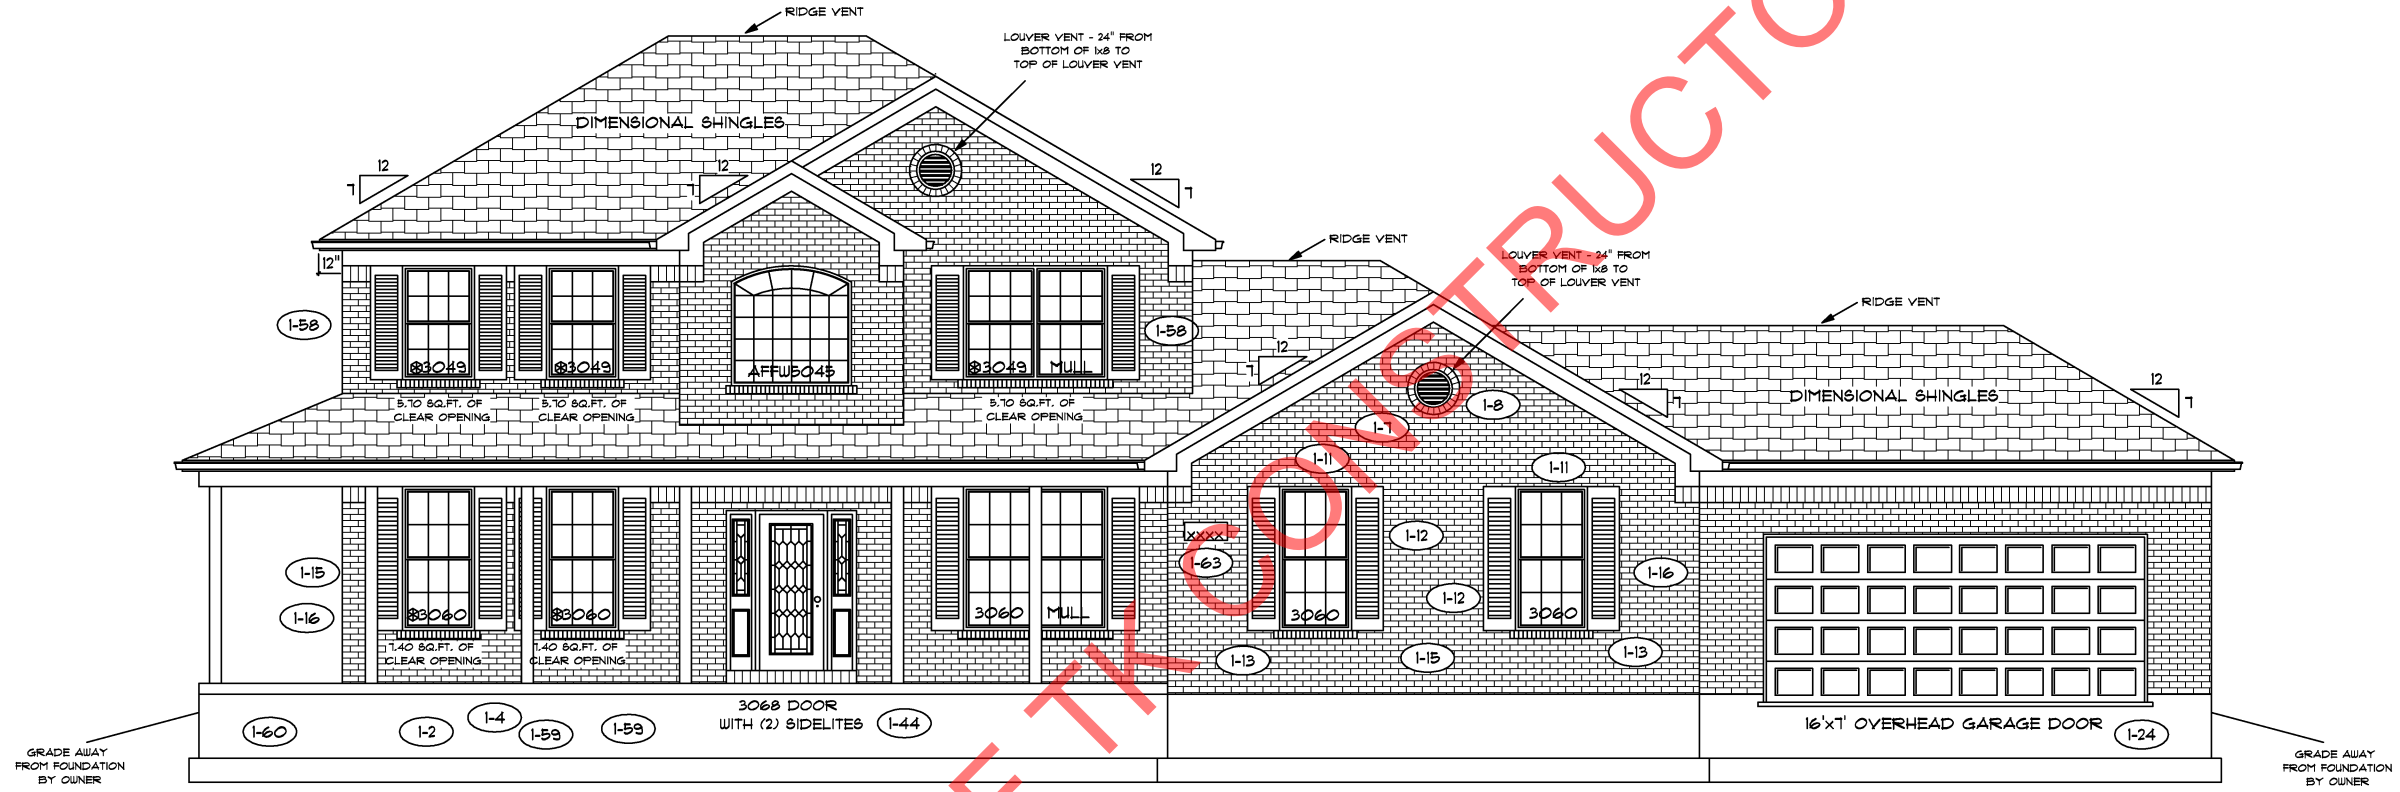 RIDGE VENT
LOUVER VENT - 24" FROM
BOTTOM OF 1x8 TO
TOP OF LOUVER VENT
DIMENSIONAL SHINGLES
12
7
12
7
12
7
12"
RIDGE VENT
LOUVER VENT - 24" FROM
BOTTOM OF 1x8 TO
TOP OF LOUVER VENT
RIDGE VENT
1-58
1-58
3049
3049
AFFW5045
3049
MULL
12
7
12
7
12
7
DIMENSIONAL SHINGLES
5.70 SQ.FT. OF
CLEAR OPENING
5.70 SQ.FT. OF
CLEAR OPENING
5.70 SQ.FT. OF
CLEAR OPENING
1-8
1-7
1-11
1-11
XXXX
1-63
1-12
1-12
1-15
1-16
1-16
3060
3060
3060
MULL
3060
3060
7.40 SQ.FT. OF
CLEAR OPENING
7.40 SQ.FT. OF
CLEAR OPENING
1-13
1-15
1-13
3068 DOOR
WITH (2) SIDELITES
1-44
16'x7' OVERHEAD GARAGE DOOR
1-24
1-60
1-2
1-4
1-59
1-59
GRADE AWAY
FROM FOUNDATION
BY OWNER
GRADE AWAY
FROM FOUNDATION
BY OWNER
E TK CONSTRUCTO